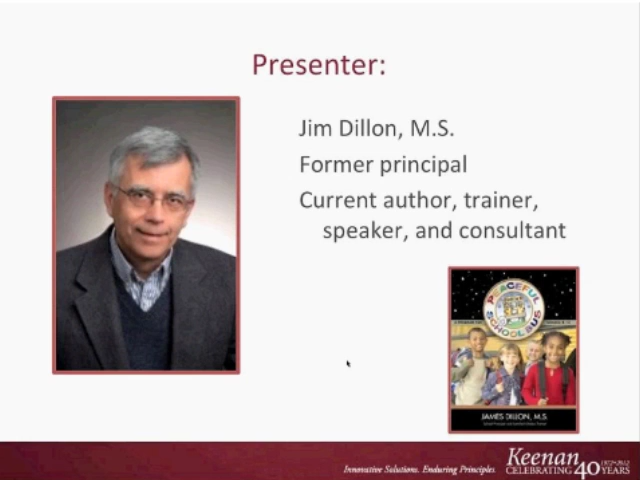 Presenter:
Jim Dillon, M.S.
Former principal
Current author, trainer,
speaker, and consultant
PEACEFUL
SCHOOL BUS
JAMES DILLON, M.S.
Innovative Solutions. Enduring Principles.
Keenan
CELEBRATING 40 YEARS